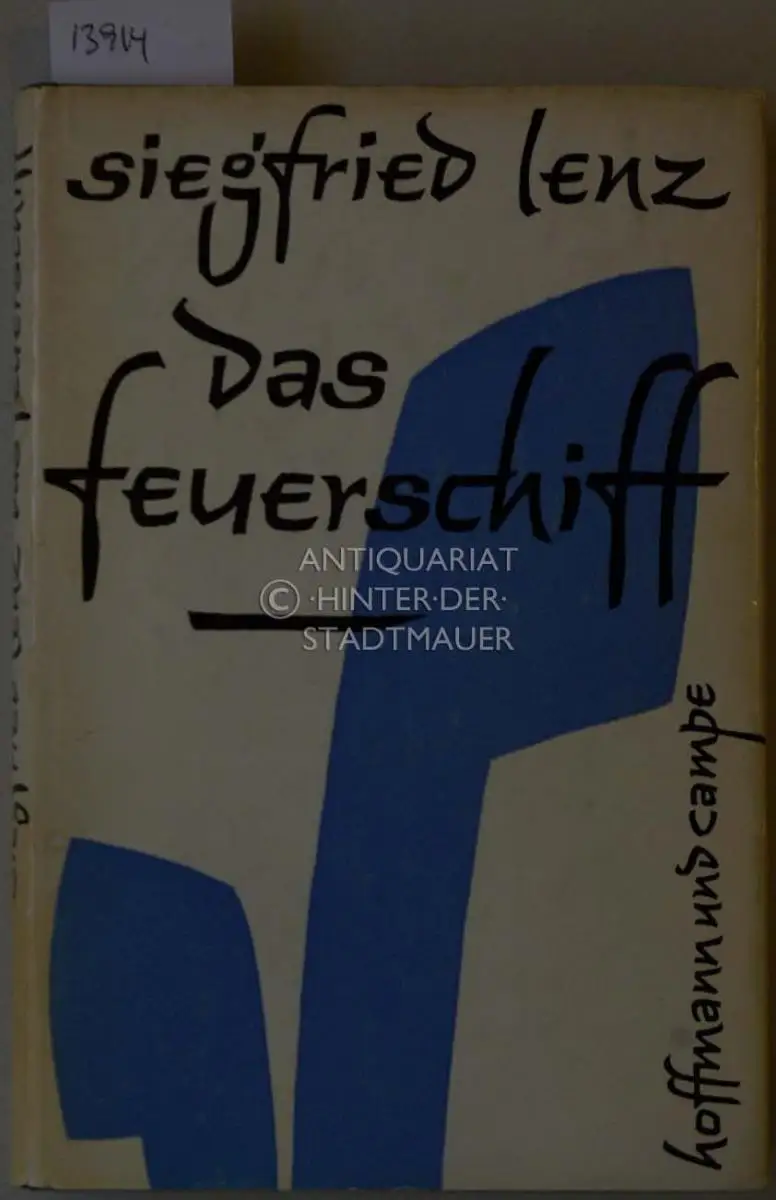 13914
siegfried lenz
das
feuerschiff
ANTIQUARIAT
© ·HINTER·DER·
STADTMAUER
hoffmann und campe